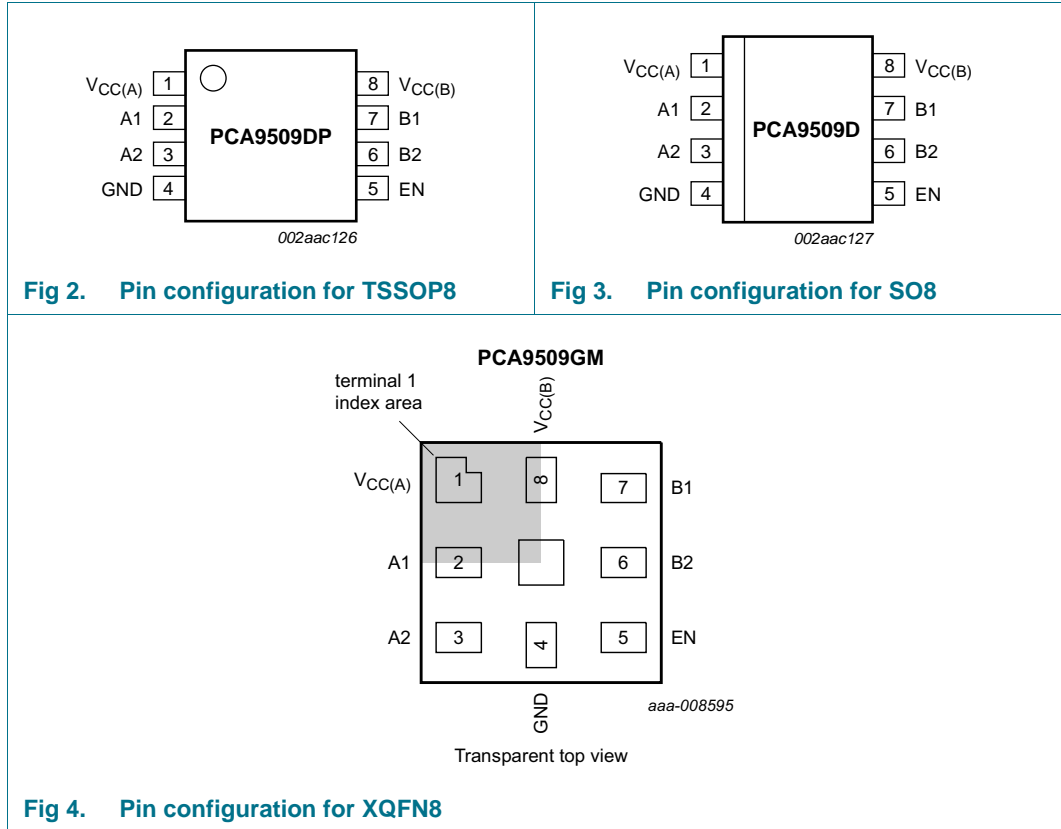 VCC(A) 1 8 VCC(B)
A1 2 7 B1
PCA9509DP
A2 3 6 B2
GND 4 5 EN
002aac126
Fig 2. Pin configuration for TSSOP8
VCC(A) 1 8 VCC(B)
A1 2 7 B1
PCA9509D
A2 3 6 B2
GND 4 5 EN
002aac127
Fig 3. Pin configuration for SO8
PCA9509GM
terminal 1
index area
VCC(B)
VCC(A) 1 8 7 B1
A1 2 6 B2
A2 3 4 5 EN
GND
aaa-008595
Transparent top view
Fig 4. Pin configuration for XQFN8